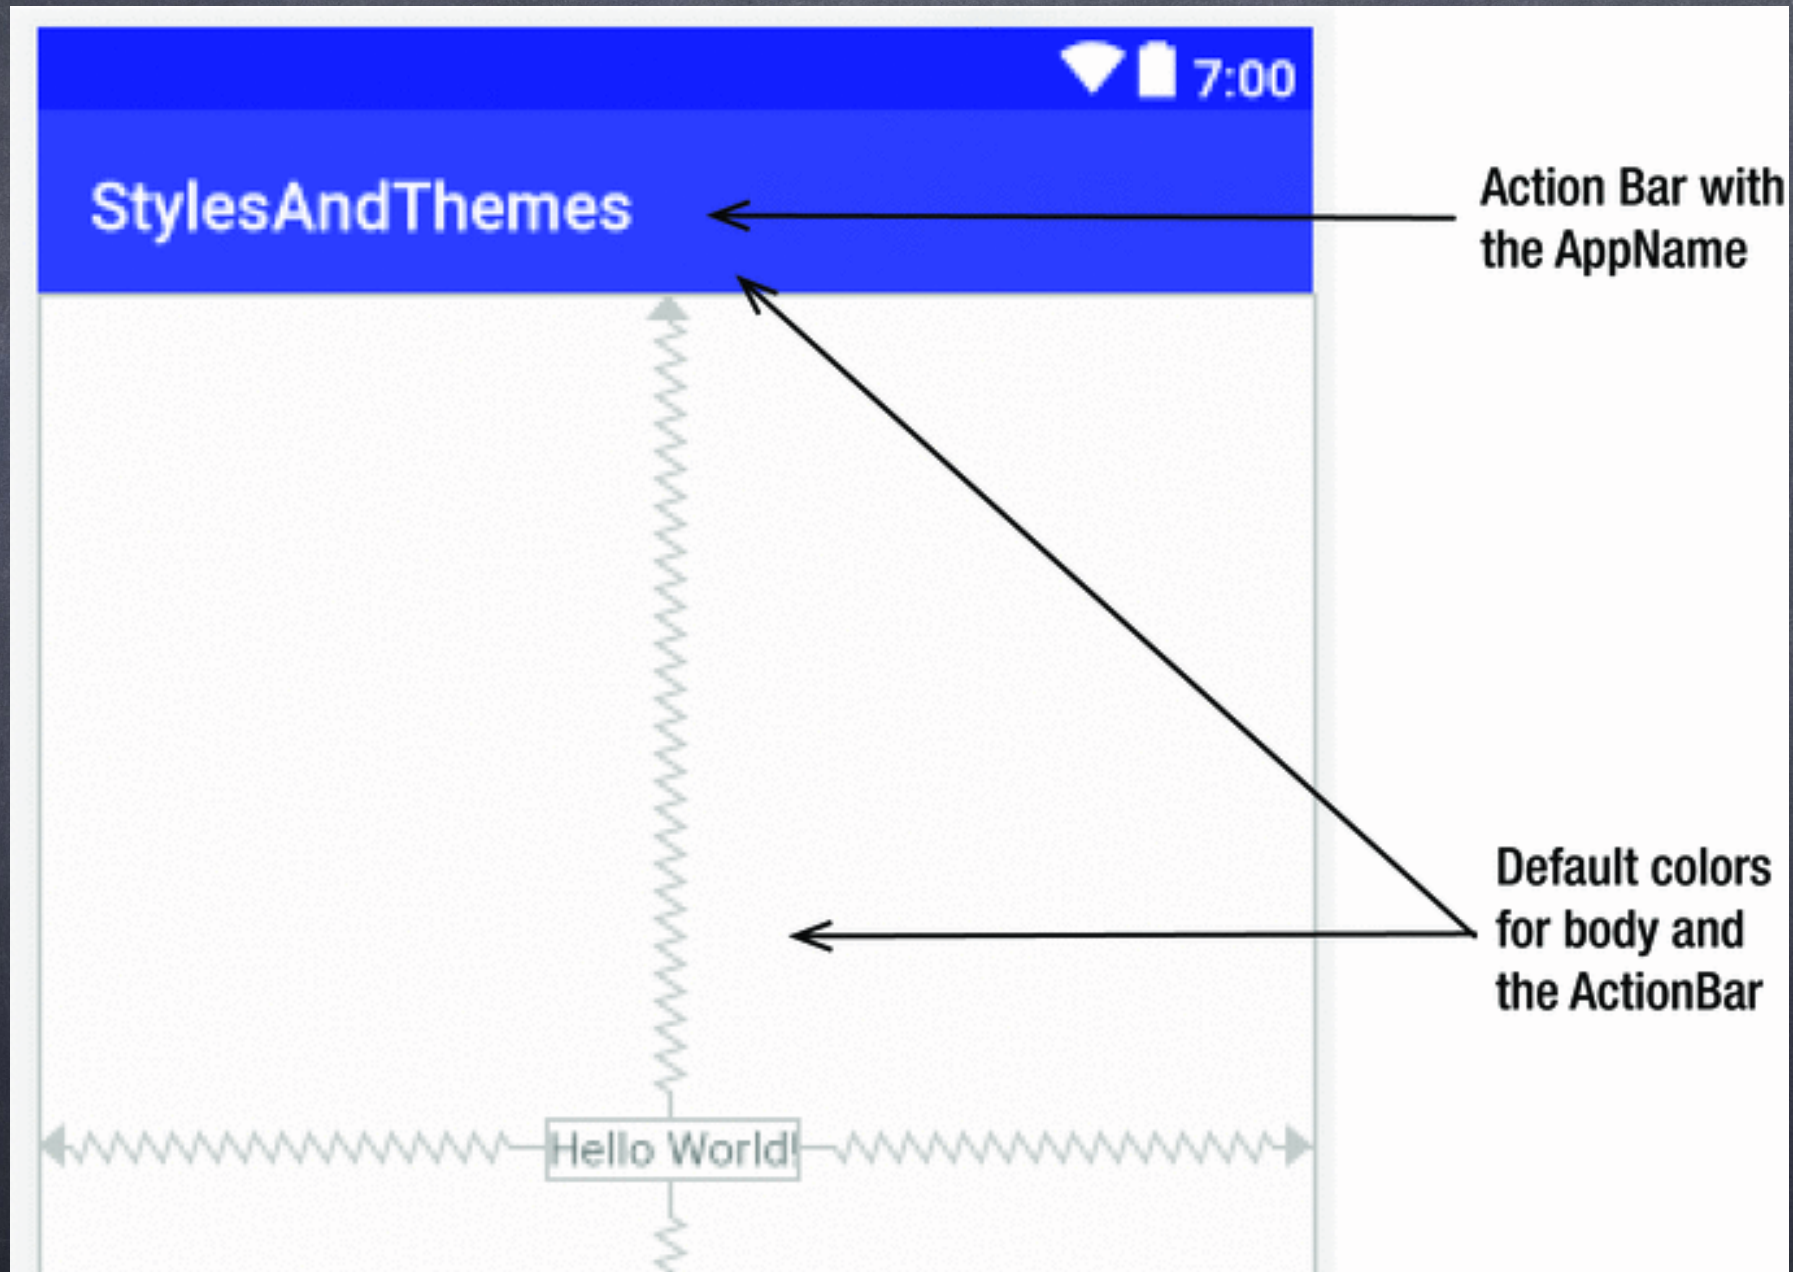 7:00
StylesAndThemes
Action Bar with
the AppName
Default colors
for body and
the ActionBar
Hello World!